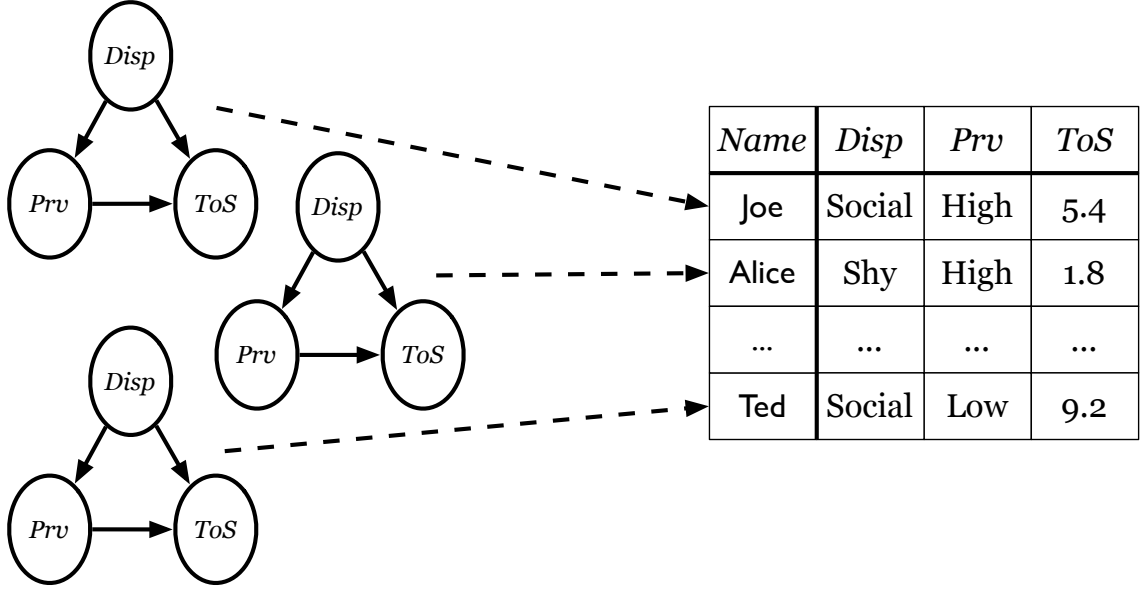 Disp
Prv ToS
Disp
Prv ToS
Disp
Prv ToS
Name Disp Prv ToS
Joe Social High 5.4
Alice Shy High 1.8
... ... ... ...
Ted Social Low 9.2